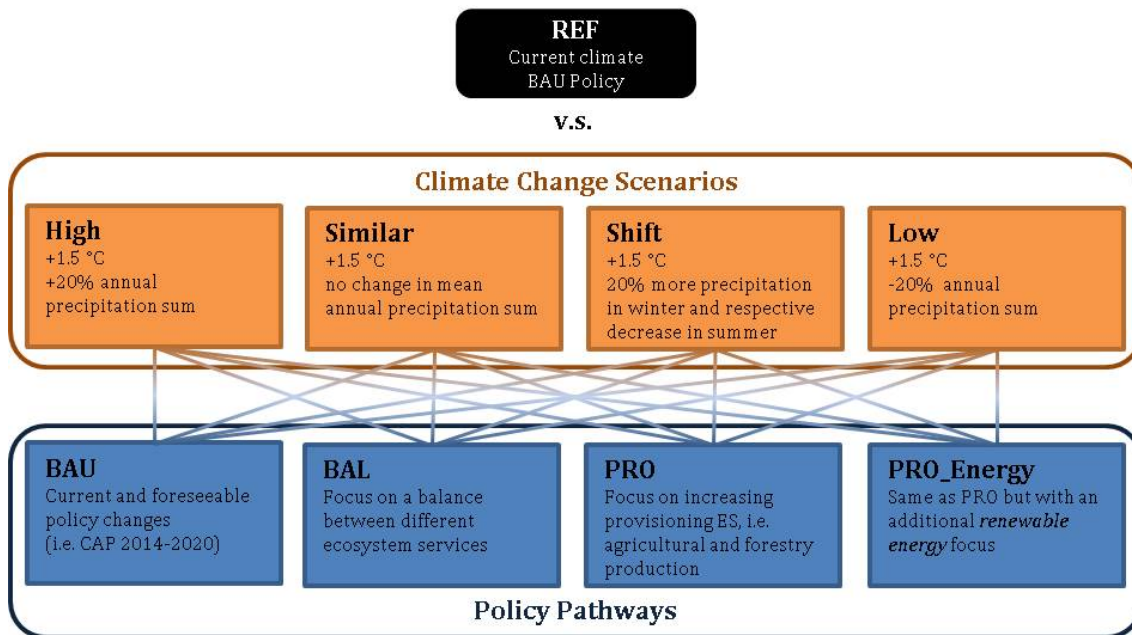 REF
Current climate
BAU Policy
v.s.
Climate Change Scenarios
High
+1.5 °C
+20% annual
precipitation sum
Similar
+1.5 °C
no change in mean
annual precipitation sum
Shift
+1.5 °C
20% more precipitation
in winter and respective
decrease in summer
Low
+1.5 °C
-20% annual
precipitation sum
BAU
Current and foreseeable
policy changes
(i.e. CAP 2014-2020)
BAL
Focus on a balance
between different
ecosystem services
PRO
Focus on increasing
provisioning ES, i.e.
agricultural and forestry
production
PRO_Energy
Same as PRO but with an
additional renewable
energy focus
Policy Pathways